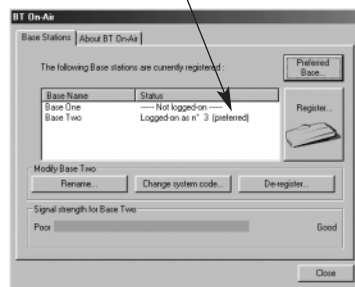 BT On-Air
Base Stations About BT On-Air
The following Base stations are currently registered :
Preferred Base...
Base Name Status
Base One ----- Not logged-on -----
Base Two Logged-on as n° 3 (preferred)
Register...
Modify Base Two
Rename... Change system code... De-register...
Signal strength for Base Two
Poor Good
Close